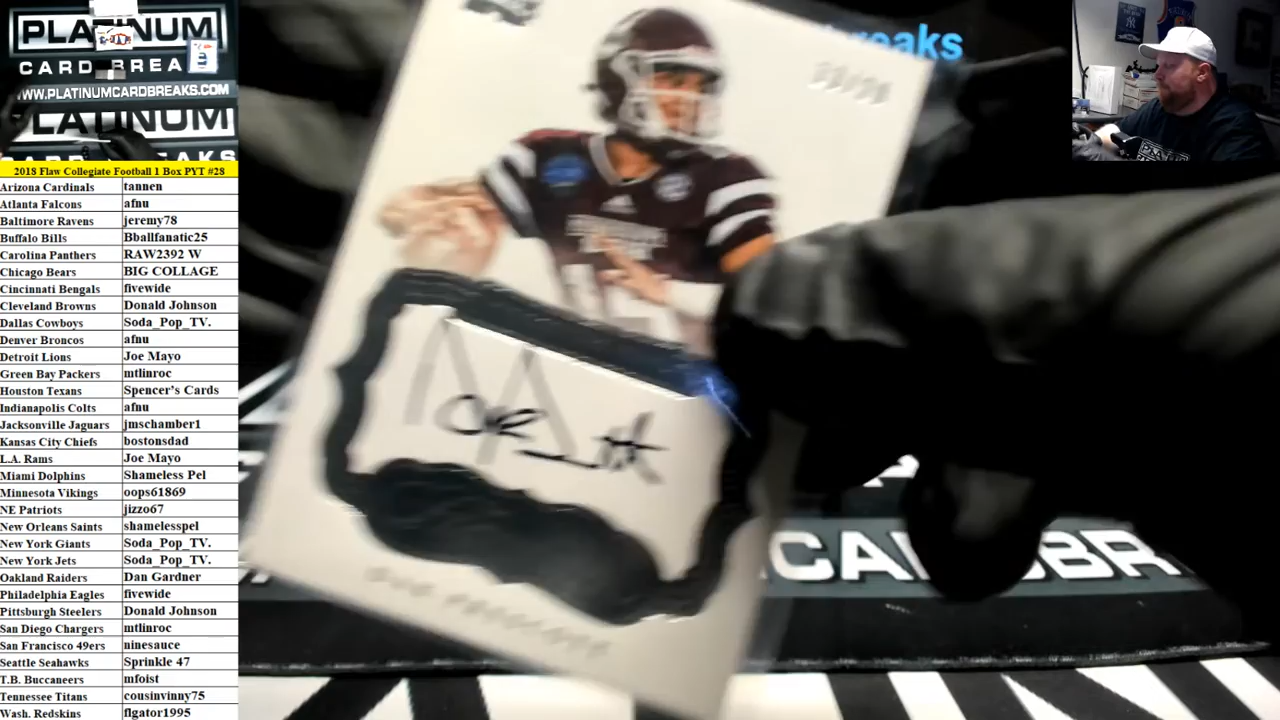 PLATINUM
CARD BREA
WWW.PLATINUMCARDBREAKS.COM
PLATINUM
2018 Flaw Collegiate Football 1 Box PYT #28
Arizona Cardinals tannen
Atlanta Falcons afnu
Baltimore Ravens jeremy78
Buffalo Bills Bballfanatic25
Carolina Panthers RAW2392 W
Chicago Bears BIG COLLAGE
Cincinnati Bengals fivewide
Cleveland Browns Donald Johnson
Dallas Cowboys Soda_Pop_TV.
Denver Broncos afnu
Detroit Lions Joe Mayo
Green Bay Packers mtlinroc
Houston Texans Spencer's Cards
Indianapolis Colts afnu
Jacksonville Jaguars jmschamber1
Kansas City Chiefs bostonsdad
L.A. Rams Joe Mayo
Miami Dolphins Shameless Pel
Minnesota Vikings oops61869
NE Patriots jizzo67
New Orleans Saints shamelesspel
New York Giants Soda_Pop_TV.
New York Jets Soda_Pop_TV.
Oakland Raiders Dan Gardner
Philadelphia Eagles fivewide
Pittsburgh Steelers Donald Johnson
San Diego Chargers mtlinroc
San Francisco 49ers ninesauce
Seattle Seahawks Sprinkle 47
T.B. Buccaneers mfoist
Tennessee Titans cousinvinny75
Wash. Redskins flgator1995
breaks
CARDBR